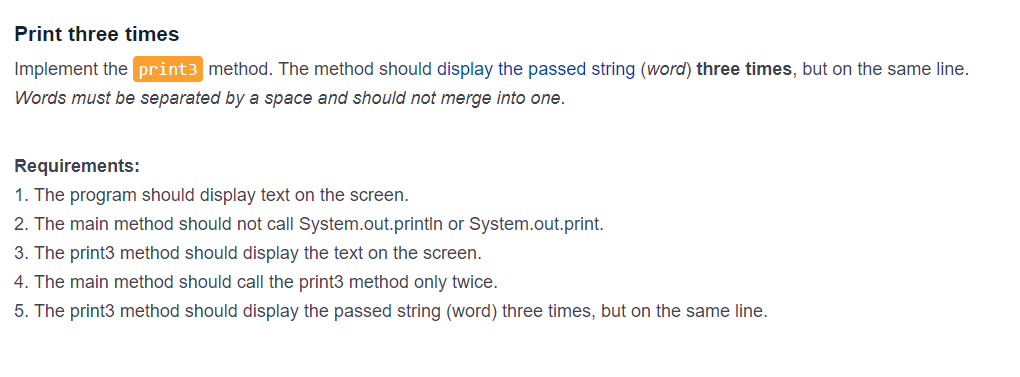 Print three times
Implement the print3 method. The method should display the passed string (word) three times, but on the same line.
Words must be separated by a space and should not merge into one.
Requirements:
1. The program should display text on the screen.
2. The main method should not call System.out.println or System.out.print.
3. The print3 method should display the text on the screen.
4. The main method should call the print3 method only twice.
5. The print3 method should display the passed string (word) three times, but on the same line.